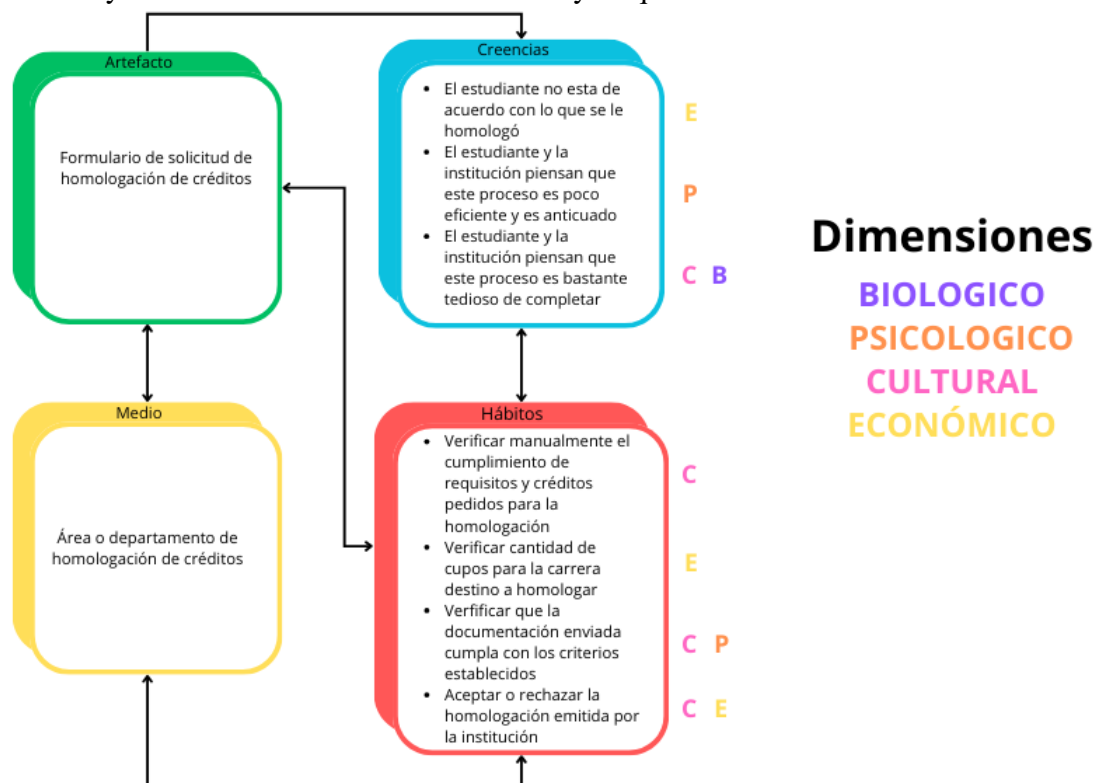 Artefacto
Formulario de solicitud de
homologación de créditos
Creencias
• El estudiante no esta de
acuerdo con lo que se le
homologó
E
• El estudiante y la
institución piensan que
este proceso es poco
eficiente y es anticuado
P
• El estudiante y la
institución piensan que
este proceso es bastante
tedioso de completar
C B
Medio
Área o departamento de
homologación de créditos
Hábitos
• Verificar manualmente el
cumplimiento de
requisitos y créditos
pedidos para la
homologación
C
• Verificar cantidad de
cupos para la carrera
destino a homologar
E
• Verfificar que la
documentación enviada
cumpla con los criterios
establecidos
C P
• Aceptar o rechazar la
homologación emitida por
la institución
C E
Dimensiones
BIOLOGICO
PSICOLOGICO
CULTURAL
ECONÓMICO